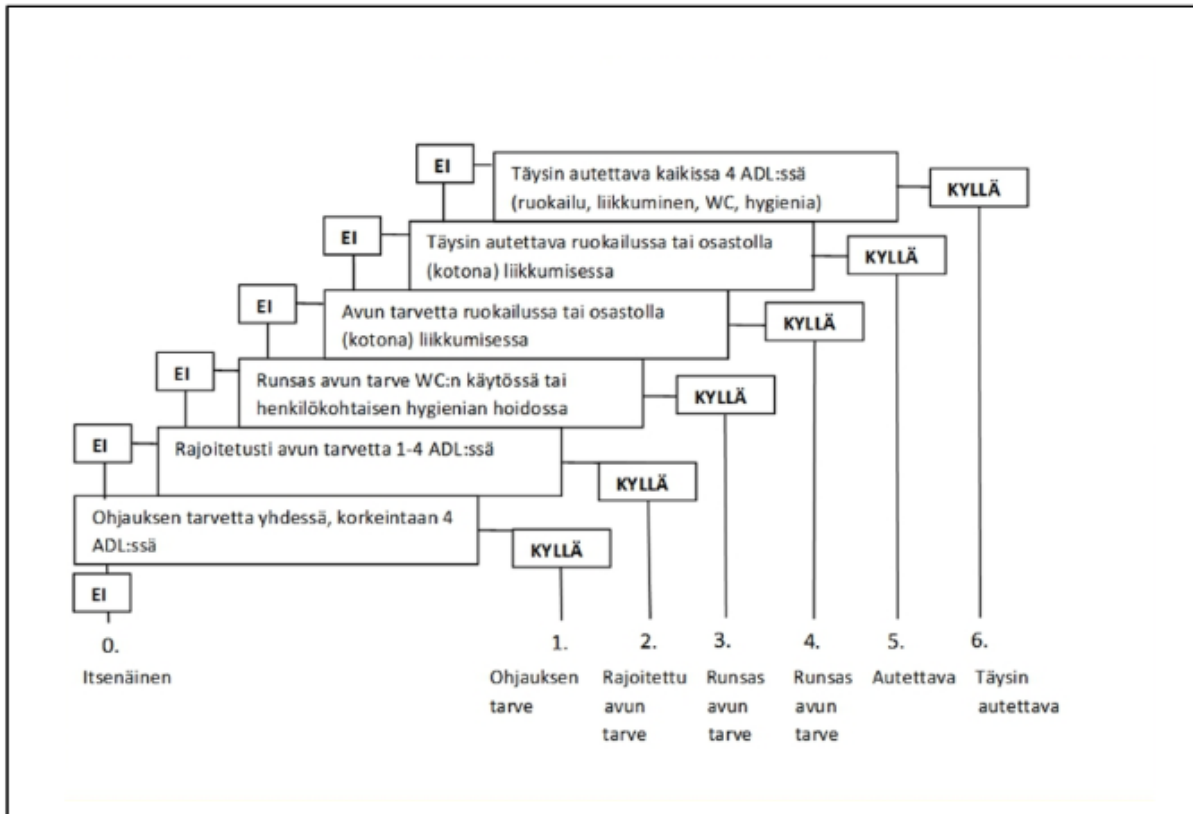 EI
Täysin autettava kaikissa 4 ADL:ssä
(ruokailu, liikkuminen, WC, hygienia)
KYLLÄ
EI
Täysin autettava ruokailussa tai osastolla
(kotona) liikkumisessa
KYLLÄ
EI
Avun tarvetta ruokailussa tai osastolla
(kotona) liikkumisessa
KYLLÄ
EI
Runsas avun tarve WC:n käytössä tai
henkilökohtaisen hygienian hoidossa
KYLLÄ
EI
Rajoitetusti avun tarvetta 1-4 ADL:ssä
KYLLÄ
Ohjauksen tarvetta yhdessä, korkeintaan 4
ADL:ssä
KYLLÄ
EI
0.
Itsenäinen
1.
Ohjauksen
tarve
2.
Rajoitettu
avun
tarve
3.
Runsas
avun
tarve
4.
Runsas
avun
tarve
5.
Autettava
6.
Täysin
autettava